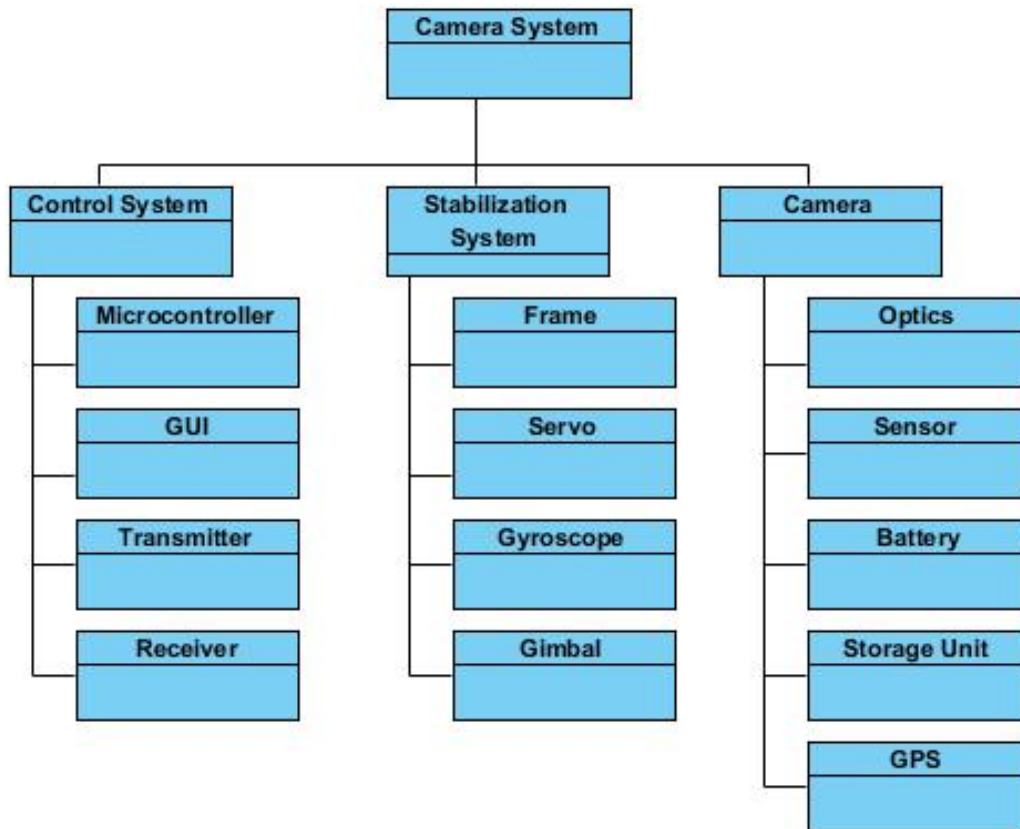 Camera System
Control System
Microcontroller
GUI
Transmitter
Receiver
Stabilization
System
Frame
Servo
Gyroscope
Gimbal
Camera
Optics
Sensor
Battery
Storage Unit
GPS